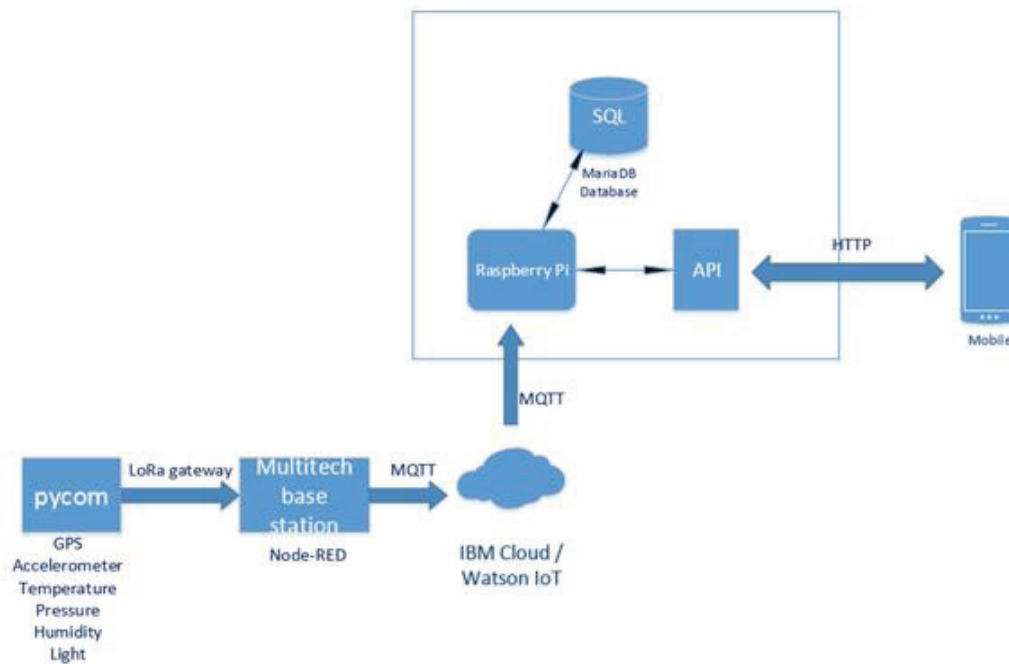 SQL
MariaDB
Database
Raspberry Pi
API
HTTP
Mobile
MQTT
pycom
LoRa gateway
Multitech
base
station
MQTT
GPS
Accelerometer
Temperature
Pressure
Humidity
Light
Node-RED
IBM Cloud /
Watson IoT